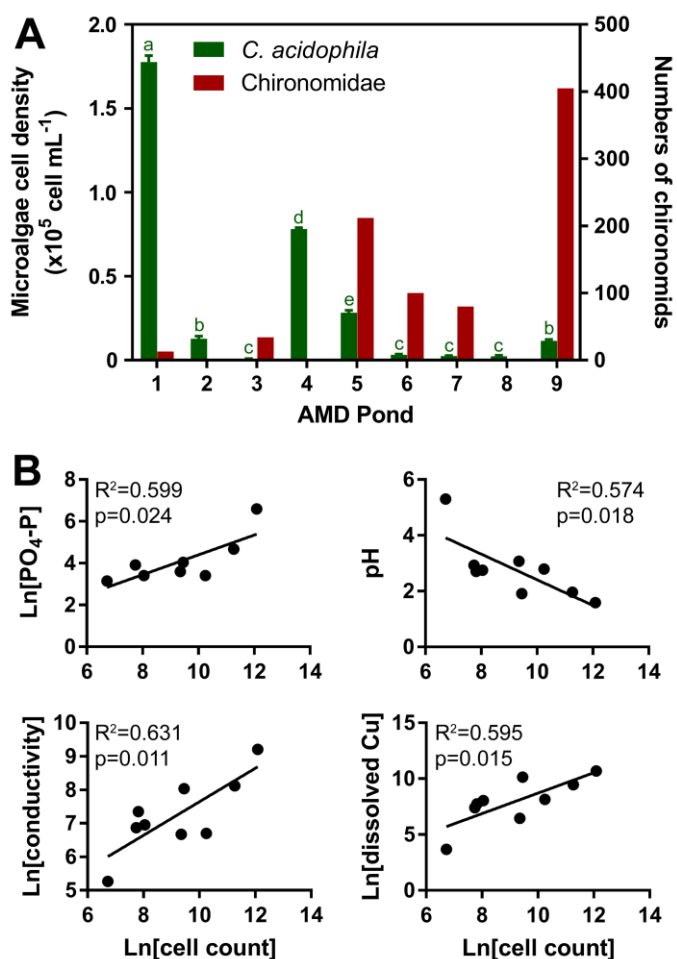 A
Microalgae cell density
(x10⁵ cell mL⁻¹)
2.0
1.5
1.0
0.5
0
C. acidophila
Chironomidae
a
b
c
d
e
c
c
c
b
500
400
300
200
100
0
Numbers of chironomids
1 2 3 4 5 6 7 8 9
AMD Pond
B
Ln[PO₄-P]
R²=0.599
p=0.024
8
6
4
2
0
6 8 10 12 14
pH
R²=0.574
p=0.018
6
4
2
0
6 8 10 12 14
Ln[conductivity]
R²=0.631
p=0.011
10
9
8
7
6
5
6 8 10 12 14
Ln[cell count]
Ln[dissolved Cu]
R²=0.595
p=0.015
15
10
5
0
6 8 10 12 14
Ln[cell count]